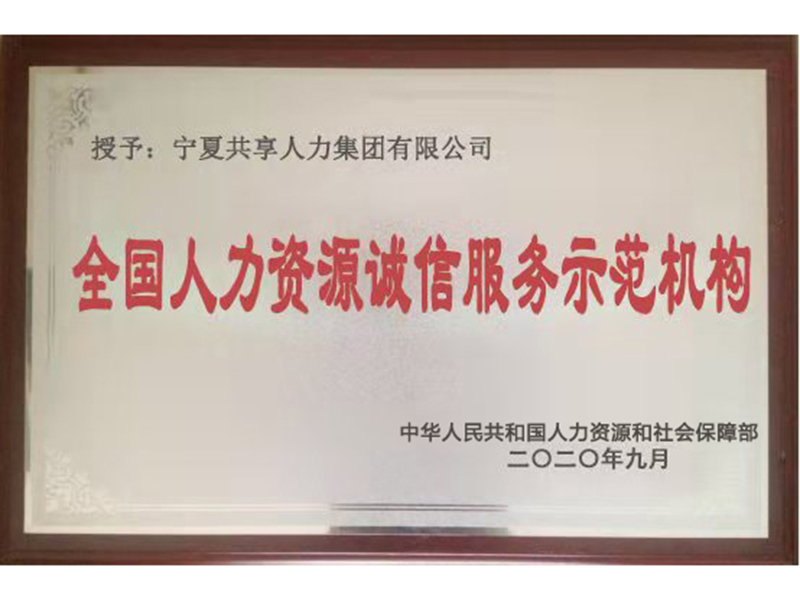 授予：宁夏共享人力集团有限公司
全国人力资源诚信服务示范机构
中华人民共和国人力资源和社会保障部
二〇二〇年九月